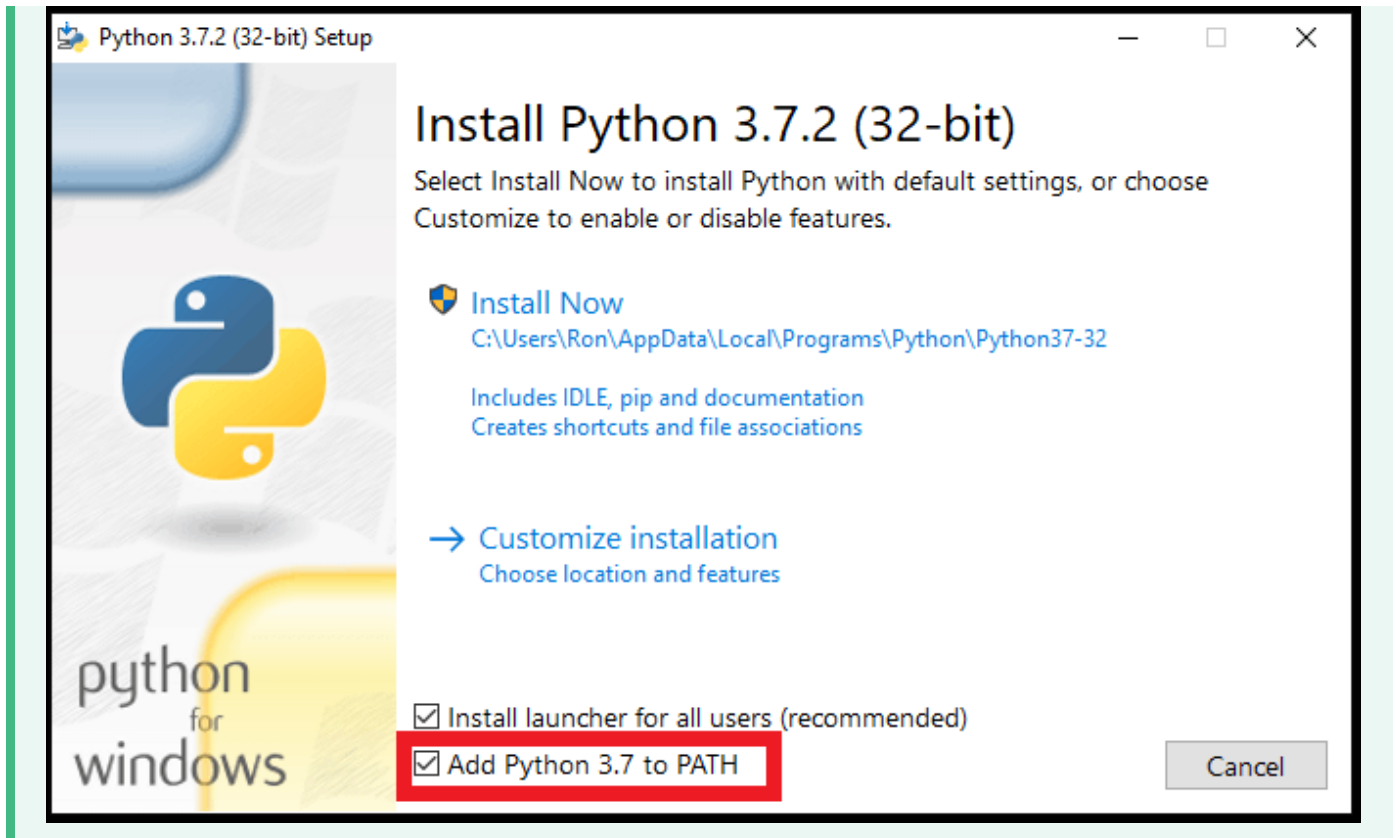 Python 3.7.2 (32-bit) Setup
Install Python 3.7.2 (32-bit)
Select Install Now to install Python with default settings, or choose
Customize to enable or disable features.
Install Now
C:\Users\Ron\AppData\Local\Programs\Python\Python37-32
Includes IDLE, pip and documentation
Creates shortcuts and file associations
Customize installation
Choose location and features
python
for
windows
Install launcher for all users (recommended)
Add Python 3.7 to PATH
Cancel